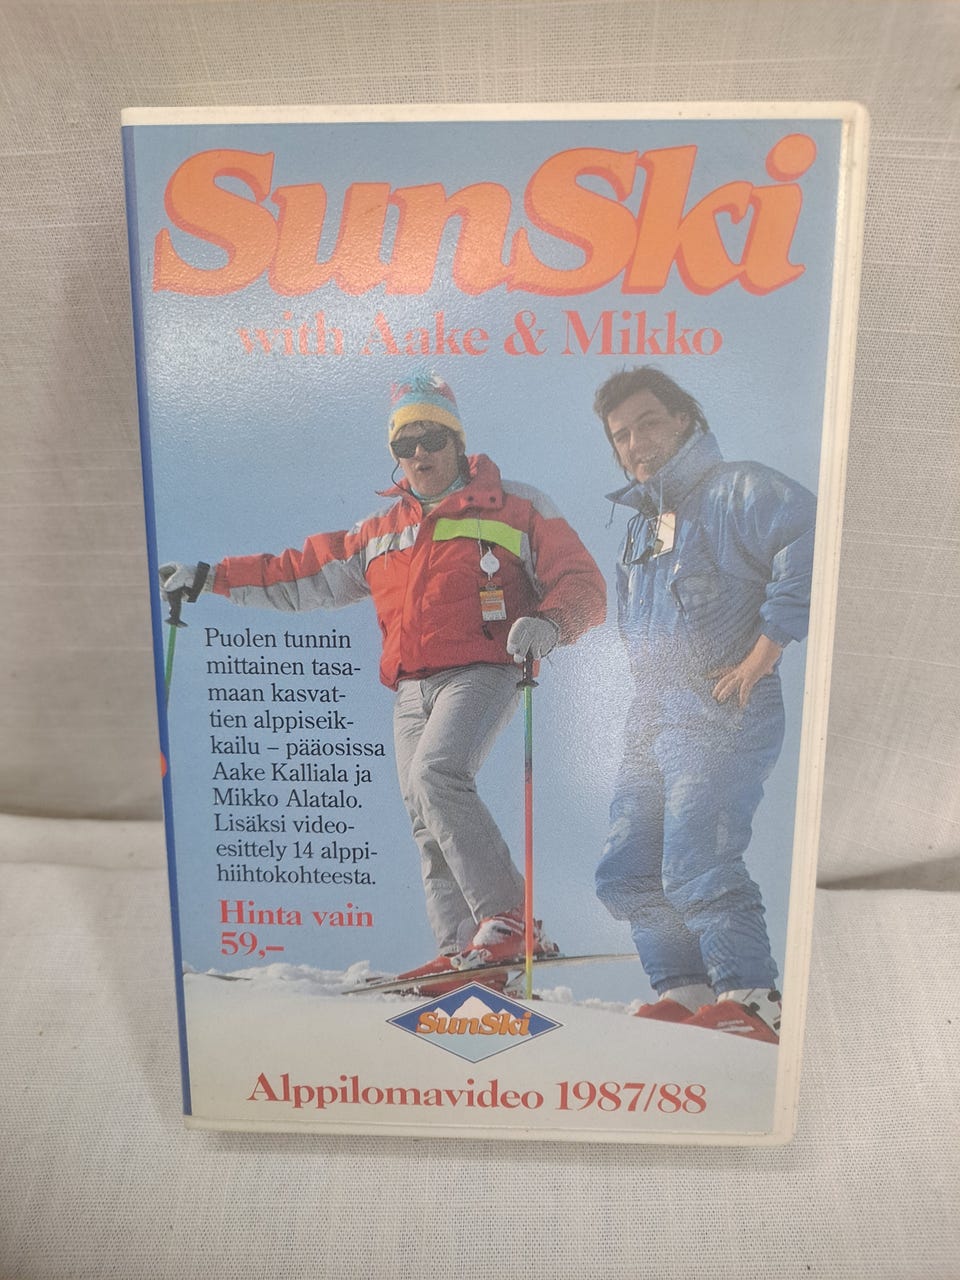 SunSki
with Aake & Mikko
Puolen tunnin
mittainen tasa-
maan kasvat-
tien alppiseik-
kailu – pääosissa
Aake Kalliala ja
Mikko Alatalo.
Lisäksi video-
esittely 14 alppi-
hiihtokohteesta.
Hinta vain
59,–
SunSki
Alppilomavideo 1987/88